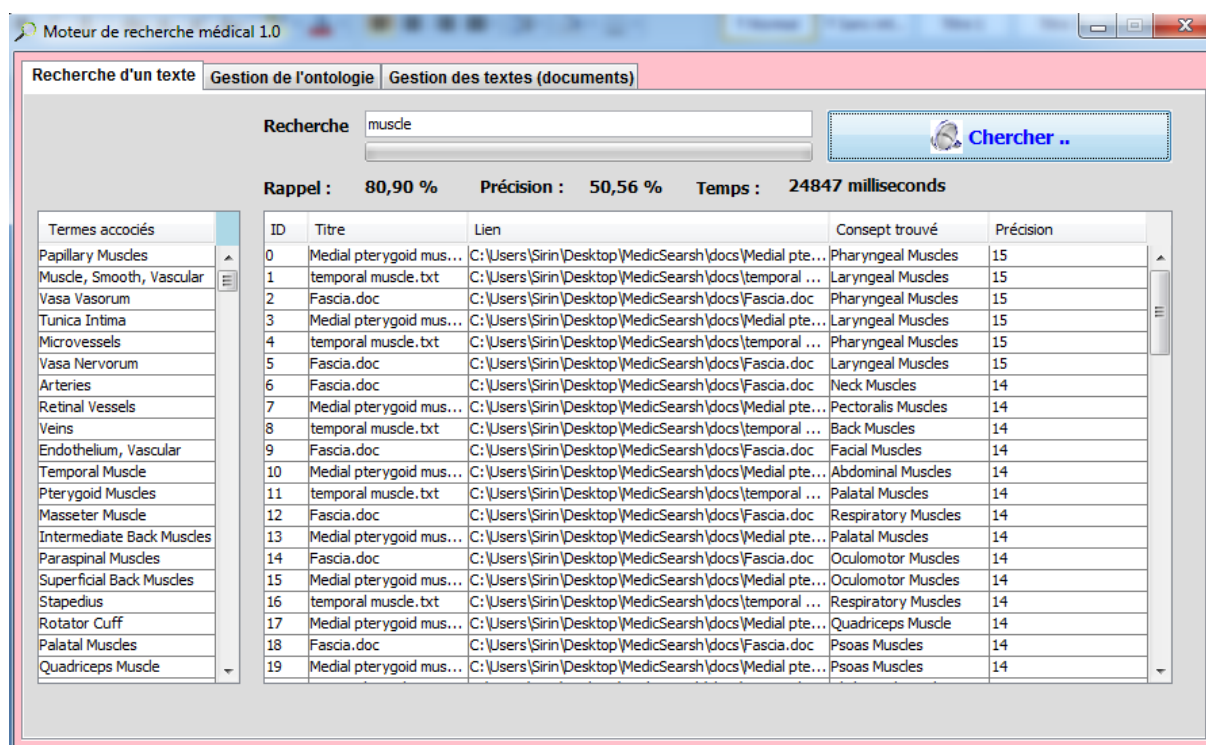 Moteur de recherche médical 1.0
Recherche d'un texte Gestion de l'ontologie Gestion des textes (documents)
Recherche muscle Chercher ..
Rappel : 80,90 % Précision : 50,56 % Temps : 24847 milliseconds
Termes accociés
Papillary Muscles
Muscle, Smooth, Vascular
Vasa Vasorum
Tunica Intima
Microvessels
Vasa Nervorum
Arteries
Retinal Vessels
Veins
Endothelium, Vascular
Temporal Muscle
Pterygoid Muscles
Masseter Muscle
Intermediate Back Muscles
Paraspinal Muscles
Superficial Back Muscles
Stapedius
Rotator Cuff
Palatal Muscles
Quadriceps Muscle
ID Titre Lien Consept trouvé Précision
0 Medial pterygoid mus... C:\Users\Sirin\Desktop\MedicSearsh\docs\Medial pte... Pharyngeal Muscles 15
1 temporal muscle.txt C:\Users\Sirin\Desktop\MedicSearsh\docs\temporal ... Laryngeal Muscles 15
2 Fascia.doc C:\Users\Sirin\Desktop\MedicSearsh\docs\Fascia.doc Pharyngeal Muscles 15
3 Medial pterygoid mus... C:\Users\Sirin\Desktop\MedicSearsh\docs\Medial pte... Laryngeal Muscles 15
4 temporal muscle.txt C:\Users\Sirin\Desktop\MedicSearsh\docs\temporal ... Pharyngeal Muscles 15
5 Fascia.doc C:\Users\Sirin\Desktop\MedicSearsh\docs\Fascia.doc Laryngeal Muscles 15
6 Fascia.doc C:\Users\Sirin\Desktop\MedicSearsh\docs\Fascia.doc Neck Muscles 14
7 Medial pterygoid mus... C:\Users\Sirin\Desktop\MedicSearsh\docs\Medial pte... Pectoralis Muscles 14
8 temporal muscle.txt C:\Users\Sirin\Desktop\MedicSearsh\docs\temporal ... Back Muscles 14
9 Fascia.doc C:\Users\Sirin\Desktop\MedicSearsh\docs\Fascia.doc Facial Muscles 14
10 Medial pterygoid mus... C:\Users\Sirin\Desktop\MedicSearsh\docs\Medial pte... Abdominal Muscles 14
11 temporal muscle.txt C:\Users\Sirin\Desktop\MedicSearsh\docs\temporal ... Palatal Muscles 14
12 Fascia.doc C:\Users\Sirin\Desktop\MedicSearsh\docs\Fascia.doc Respiratory Muscles 14
13 Medial pterygoid mus... C:\Users\Sirin\Desktop\MedicSearsh\docs\Medial pte... Palatal Muscles 14
14 Fascia.doc C:\Users\Sirin\Desktop\MedicSearsh\docs\Fascia.doc Oculomotor Muscles 14
15 Medial pterygoid mus... C:\Users\Sirin\Desktop\MedicSearsh\docs\Medial pte... Oculomotor Muscles 14
16 temporal muscle.txt C:\Users\Sirin\Desktop\MedicSearsh\docs\temporal ... Respiratory Muscles 14
17 Medial pterygoid mus... C:\Users\Sirin\Desktop\MedicSearsh\docs\Medial pte... Quadriceps Muscle 14
18 Fascia.doc C:\Users\Sirin\Desktop\MedicSearsh\docs\Fascia.doc Psoas Muscles 14
19 Medial pterygoid mus... C:\Users\Sirin\Desktop\MedicSearsh\docs\Medial pte... Psoas Muscles 14